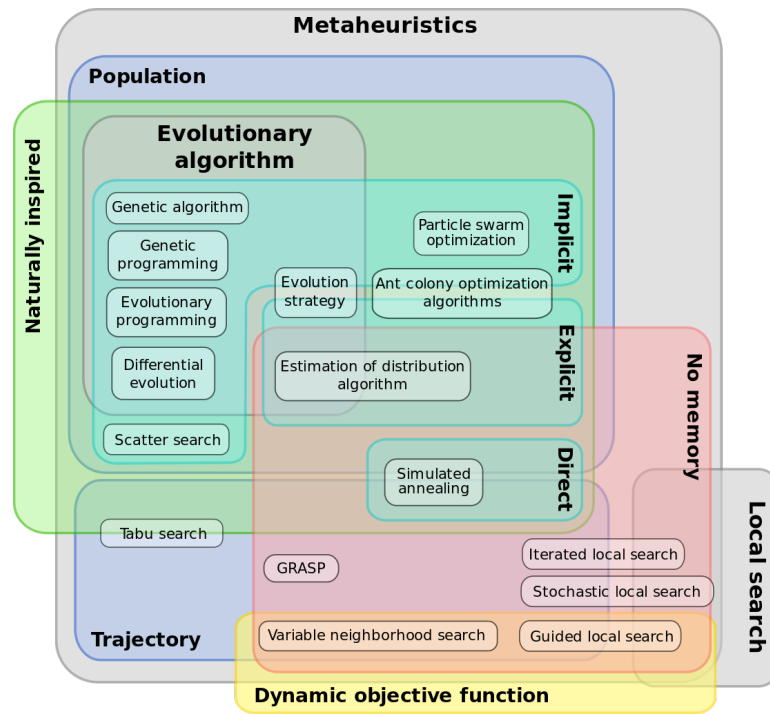 Metaheuristics
Population
Naturally inspired
Evolutionary
algorithm
Genetic algorithm
Implicit
Particle swarm
optimization
Genetic
programming
Evolution
strategy
Ant colony optimization
algorithms
Evolutionary
programming
Explicit
Differential
evolution
Estimation of distribution
algorithm
No memory
Scatter search
Direct
Simulated
annealing
Tabu search
Local search
GRASP
Iterated local search
Stochastic local search
Trajectory
Variable neighborhood search
Guided local search
Dynamic objective function